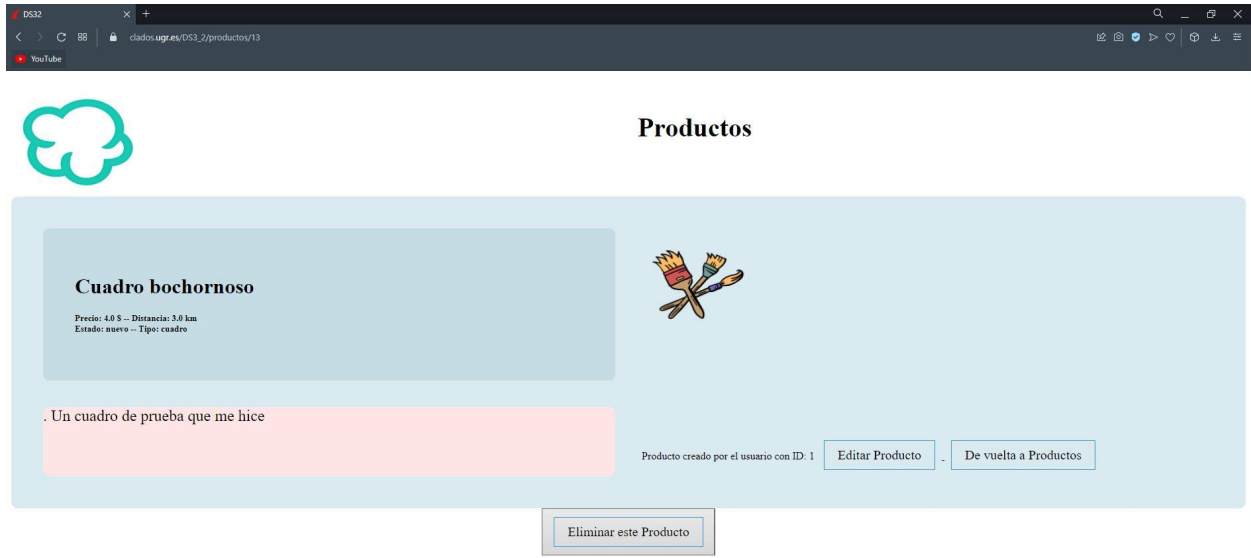 DS32
clados.ugr.es/DS3_2/productos/13
YouTube
Productos
Cuadro bochornoso
Precio: 4.0 $ -- Distancia: 3.0 km
Estado: nuevo -- Tipo: cuadro
. Un cuadro de prueba que me hice
Producto creado por el usuario con ID: 1 Editar Producto - De vuelta a Productos
Eliminar este Producto